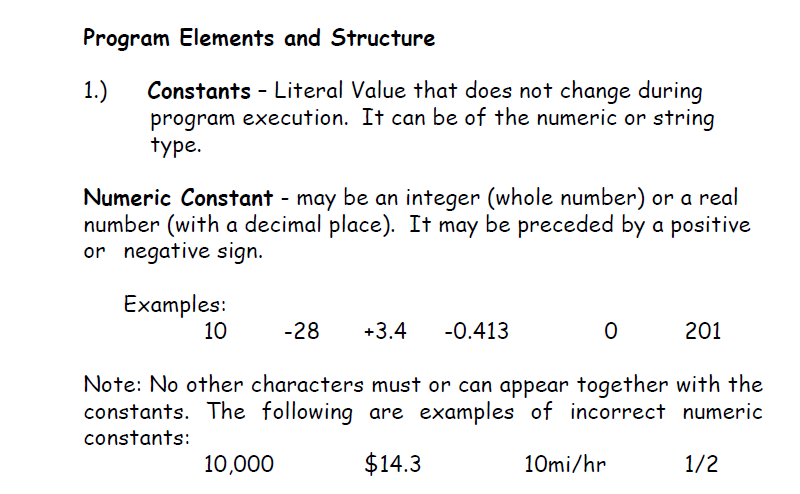 Program Elements and Structure
1.) Constants – Literal Value that does not change during
program execution. It can be of the numeric or string
type.
Numeric Constant - may be an integer (whole number) or a real
number (with a decimal place). It may be preceded by a positive
or negative sign.
Examples:
10 -28 +3.4 -0.413 0 201
Note: No other characters must or can appear together with the
constants. The following are examples of incorrect numeric
constants:
10,000 $14.3 10mi/hr 1/2